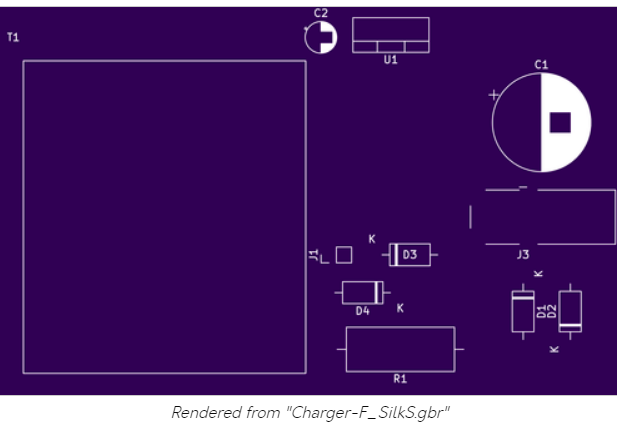 C2
T1
U1
C1
+
+
K
J1
D3
J3
K
D4
K
D1
D2
K
R1
Rendered from "Charger-F_SilkS.gbr"